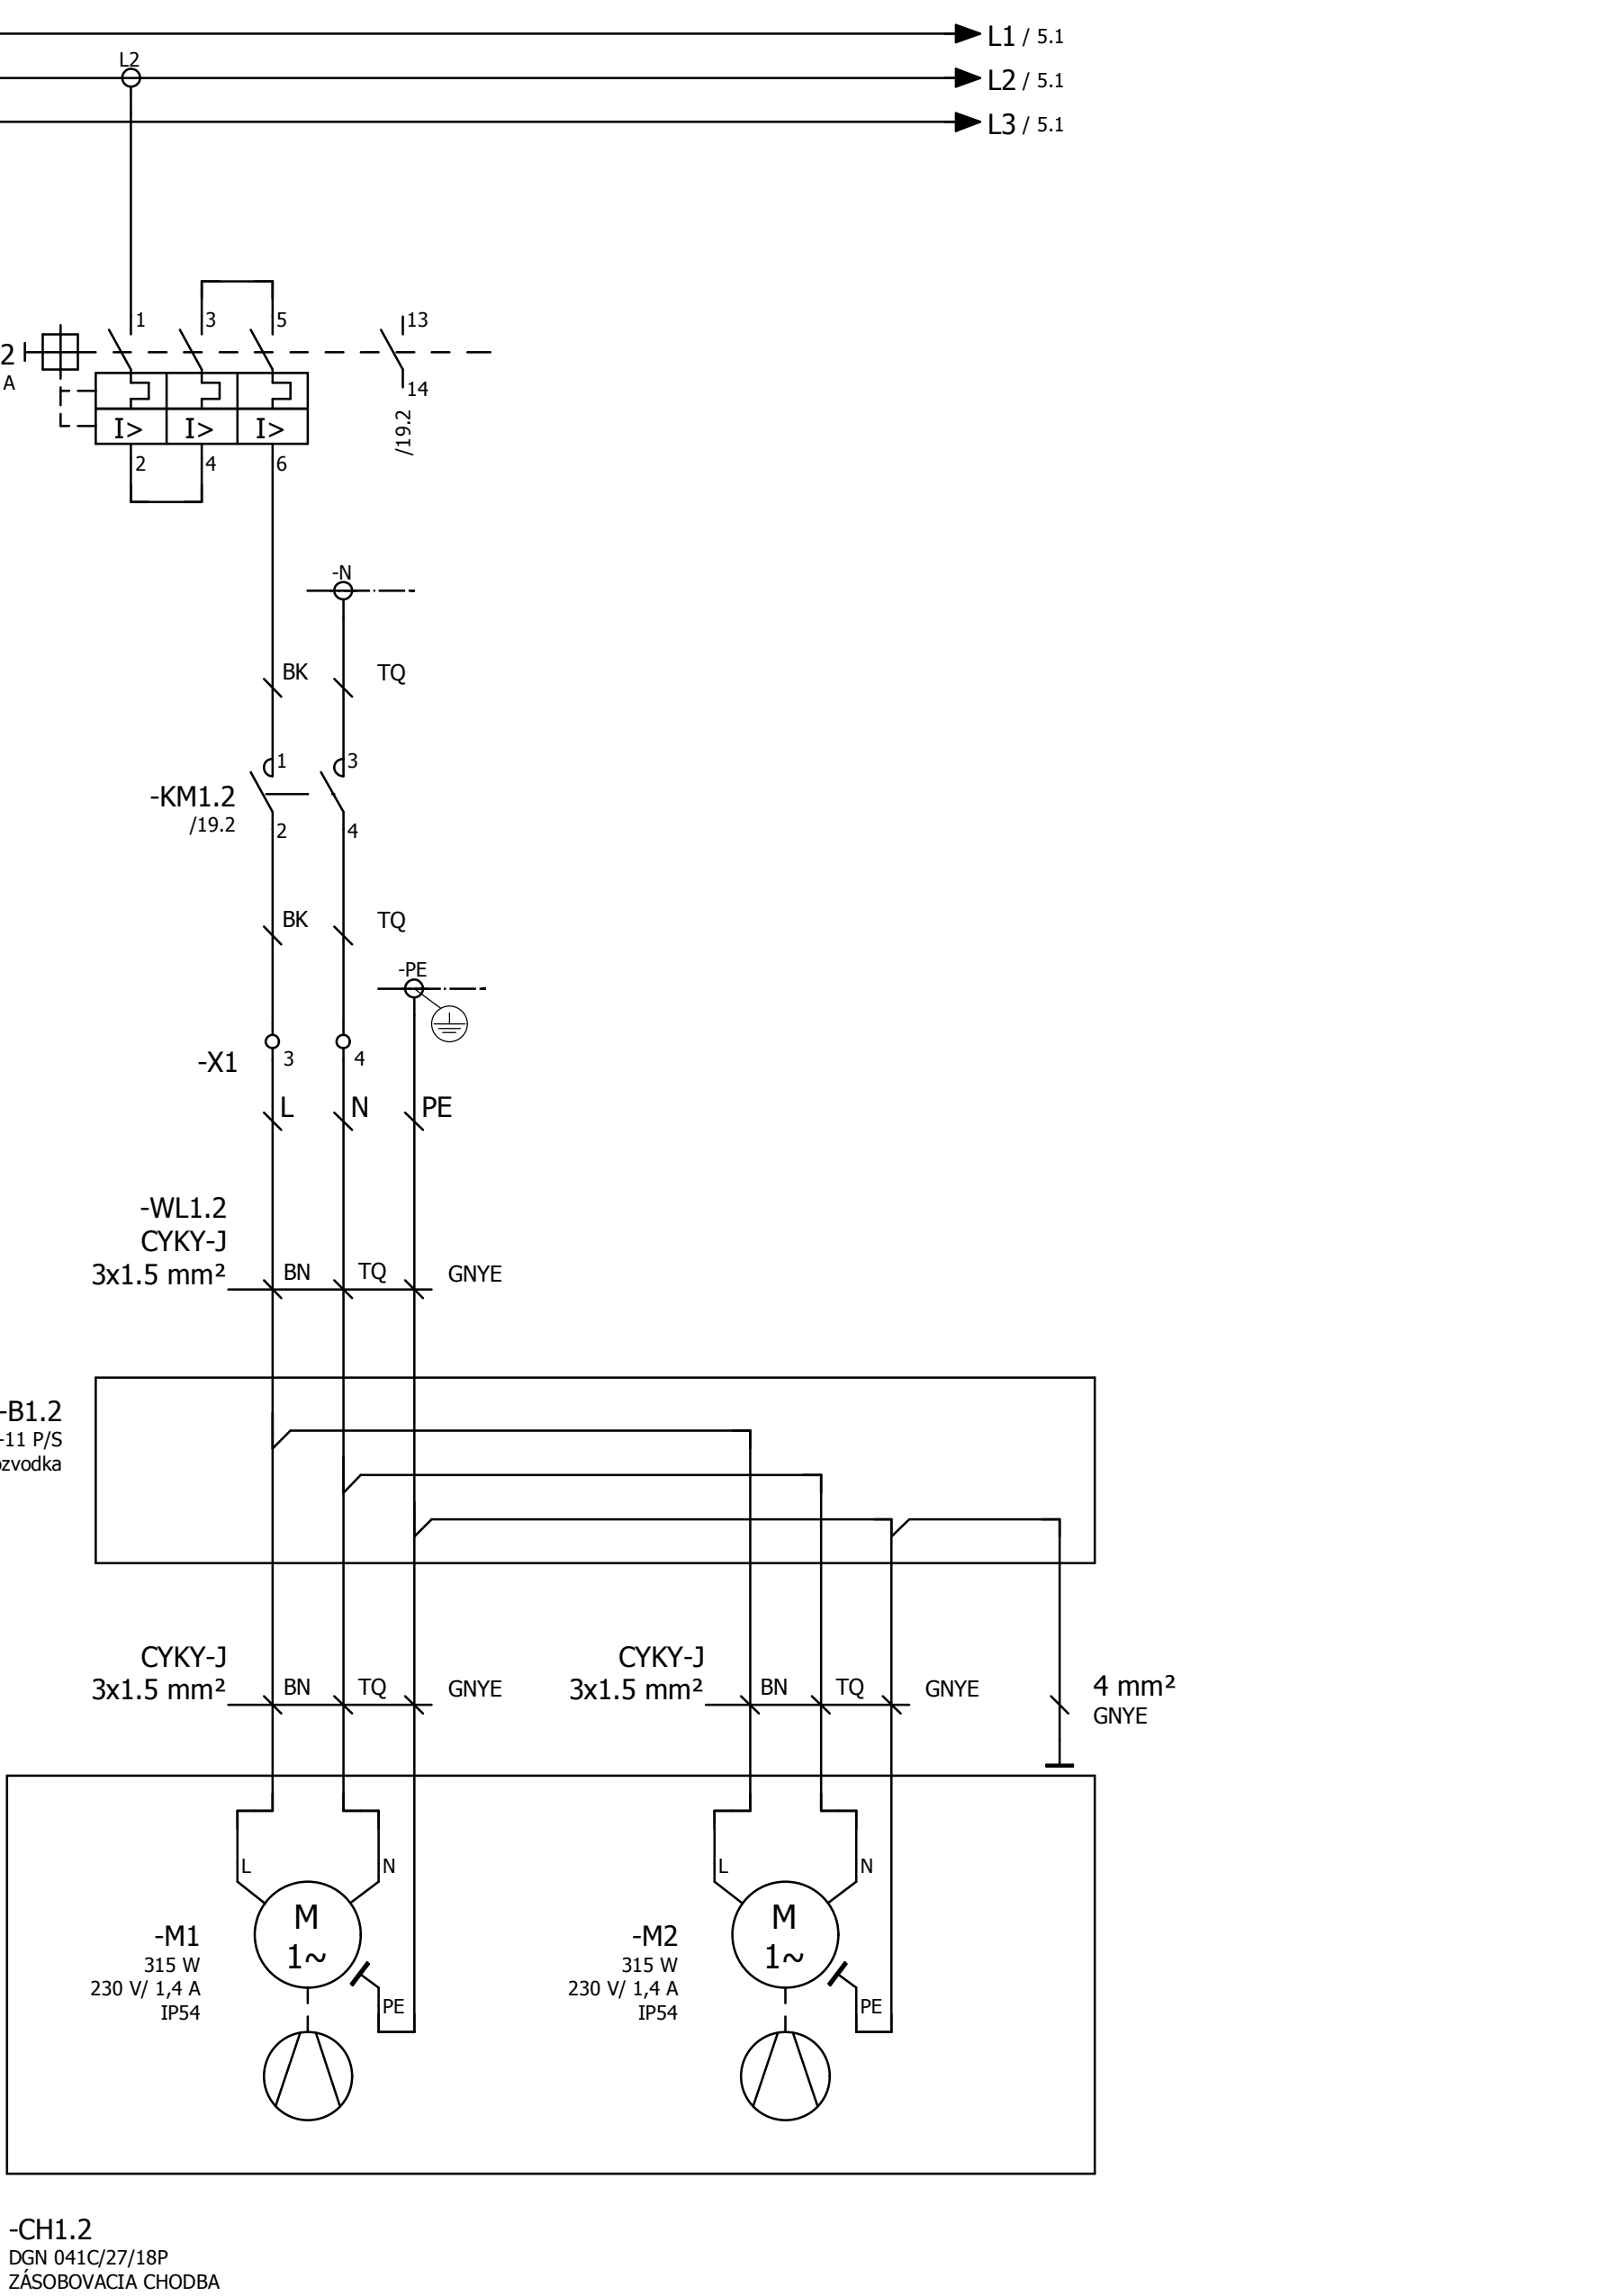 L1 / 5.1
L2
L2 / 5.1
L3 / 5.1
1 3 5 13
2
A
14
I> I> I>
/19.2
2 4 6
-N
BK TQ
1 3
-KM1.2
/19.2
2 4
BK TQ
-PE
-X1 3 4
L N PE
-WL1.2
CYKY-J
3x1.5 mm² BN TQ GNYE
-B1.2
-11 P/S
ozvodka
CYKY-J CYKY-J
3x1.5 mm² BN TQ GNYE 3x1.5 mm² BN TQ GNYE 4 mm²
GNYE
L N L N
M M
-M1 -M2
1~ 1~
315 W 315 W
230 V/ 1,4 A 230 V/ 1,4 A
IP54 PE IP54 PE
-CH1.2
DGN 041C/27/18P
ZÁSOBOVACIA CHODBA